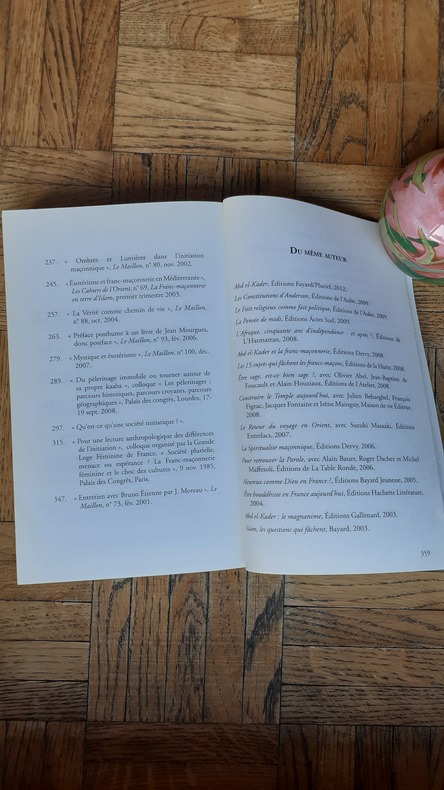 237. « Ombres et Lumières dans l'initiation
maçonnique », Le Maillon, n° 80, nov. 2002.
245. « Ésotérisme et franc-maçonnerie en Méditerranée »,
Les Cahiers de l'Orient, n° 69, La Franc-maçonnerie
en terre d'Islam, premier trimestre 2003.
257. « La Vérité comme chemin de vie », Le Maillon,
n° 88, oct. 2004.
263. « Préface posthume à un livre de Jean Mourgues,
donc postface », Le Maillon, n° 93, fév. 2006.
279. « Mystique et ésotérisme », Le Maillon, n° 100, déc.
2007.
289. « Du pèlerinage immobile ou tourner autour de
sa propre kaaba », colloque « Les pèlerinages :
parcours historiques, parcours croyants, parcours
géographiques », Palais des congrès, Lourdes, 17-
19 sept. 2008.
297. « Qu'est-ce qu'une société initiatique ? ».
315. « Pour une lecture anthropologique des différences
de l'initiation », colloque organisé par la Grande
Loge Féminine de France, « Société plurielle,
menace ou espérance ? La Franc-maçonnerie
féminine et le choc des cultures », 9 nov. 1985,
Palais des Congrès, Paris.
347. « Entretien avec Bruno Étienne par J. Moreau », Le
Maillon, n° 73, fév. 2001.
DU MÊME AUTEUR
Abd el-Kader, Éditions Fayard/Pluriel, 2012.
Les Constitutions d'Anderson, Éditions de l'Aube, 2009.
Le Fait religieux comme fait politique, Éditions de l'Aube, 2009.
La Pensée de midi, Éditions Actes Sud, 2009.
L'Afrique, cinquante ans d'indépendance : et après ?, Éditions de
L'Harmattan, 2008.
Abd el-Kader et la franc-maçonnerie, Éditions Dervy, 2008.
Les 15 sujets qui fâchent les francs-maçons, Éditions de la Hutte, 2008.
Être sage, est-ce bien sage ?, avec Olivier Abel, Jean-Baptiste de
Foucault et Alain Houziaux, Éditions de l'Atelier, 2008.
Construire le Temple aujourd'hui, avec Julien Behaeghel, François
Figeac, Jacques Fontaine et Irène Mainguy, Maison de vie Éditeur,
2008.
Le Retour du voyage en Orient, avec Suzuki Masaaki, Éditions
Entrelacs, 2007.
La Spiritualité maçonnique, Éditions Dervy, 2006.
Pour retrouver la Parole, avec Alain Bauer, Roger Dachez et Michel
Maffesoli, Éditions de La Table Ronde, 2006.
Heureux comme Dieu en France ?, Éditions Bayard Jeunesse, 2005.
Être bouddhiste en France aujourd'hui, Éditions Hachette Littérature,
2004.
Abd el-Kader : le magnanime, Éditions Gallimard, 2003.
Islam, les questions qui fâchent, Bayard, 2003.
359